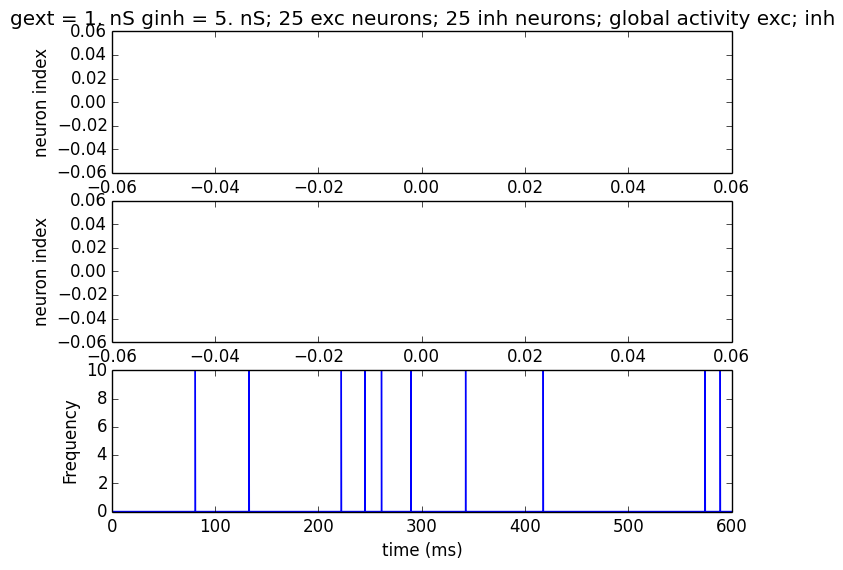 gext = 1. nS ginh = 5. nS; 25 exc neurons; 25 inh neurons; global activity exc; inh
0.06
0.04
0.02
0.00
−0.02
−0.04
−0.06
neuron index
−0.06 −0.04 −0.02 0.00 0.02 0.04 0.06
0.06
0.04
0.02
0.00
−0.02
−0.04
−0.06
neuron index
−0.06 −0.04 −0.02 0.00 0.02 0.04 0.06
10
8
6
4
2
0
Frequency
0 100 200 300 400 500 600
time (ms)